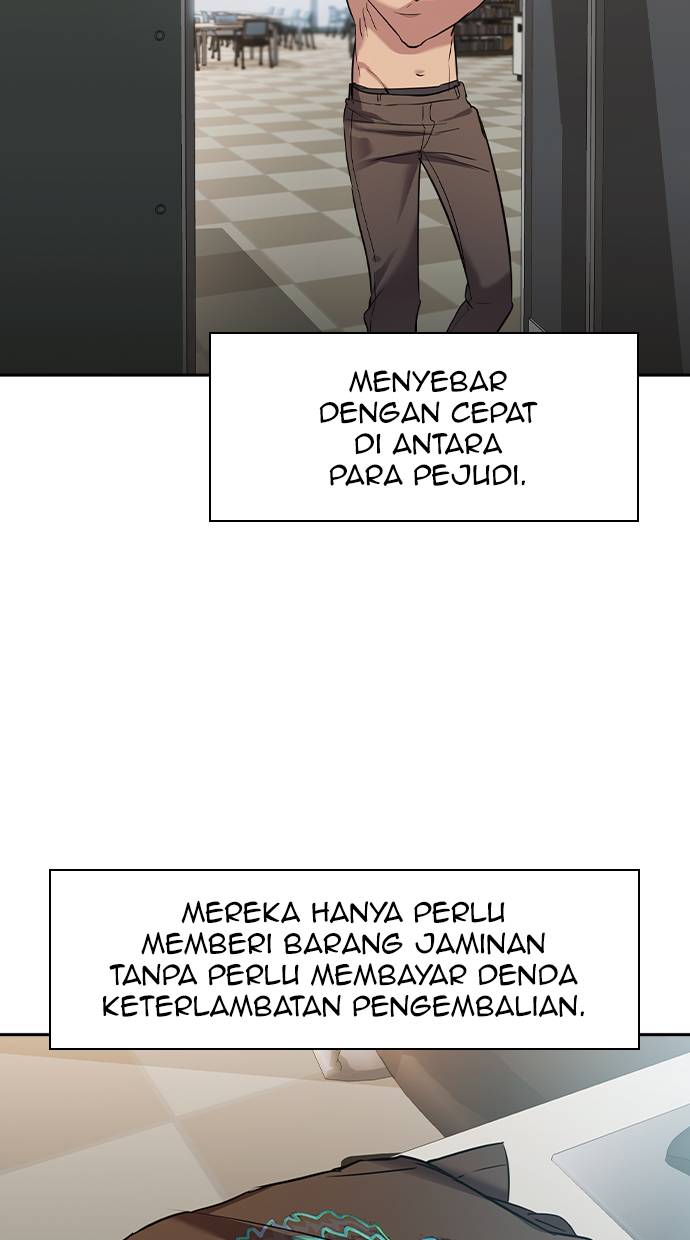 MENYEBAR
DENGAN CEPAT
DI ANTARA
PARA PEJUDI.
MEREKA HANYA PERLU
MEMBERI BARANG JAMINAN
TANPA PERLU MEMBAYAR DENDA
KETERLAMBATAN PENGEMBALIAN.